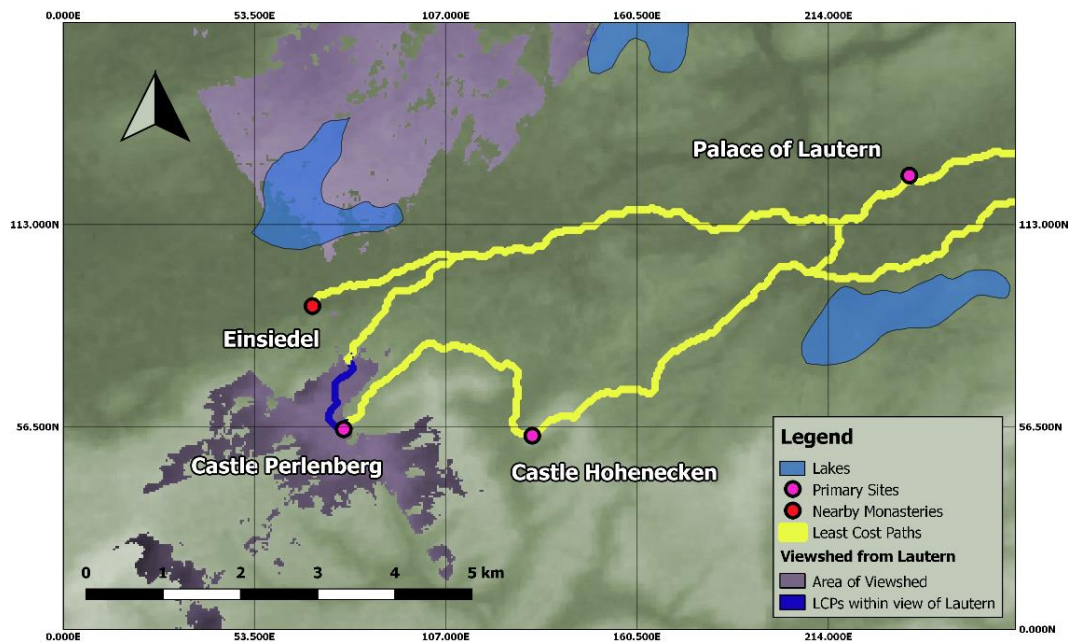 0.000E 53.500E 107.000E 160.500E 214.000E
Palace of Lautern
113.000N 113.000N
Einsiedel
56.500N 56.500N
Castle Perlenberg
Castle Hohenecken
Legend
Lakes
Primary Sites
Nearby Monasteries
Least Cost Paths
Viewshed from Lautern
Area of Viewshed
LCPs within view of Lautern
0 1 2 3 4 5 km
0.000E 53.500E 107.000E 160.500E 214.000E 0.000N